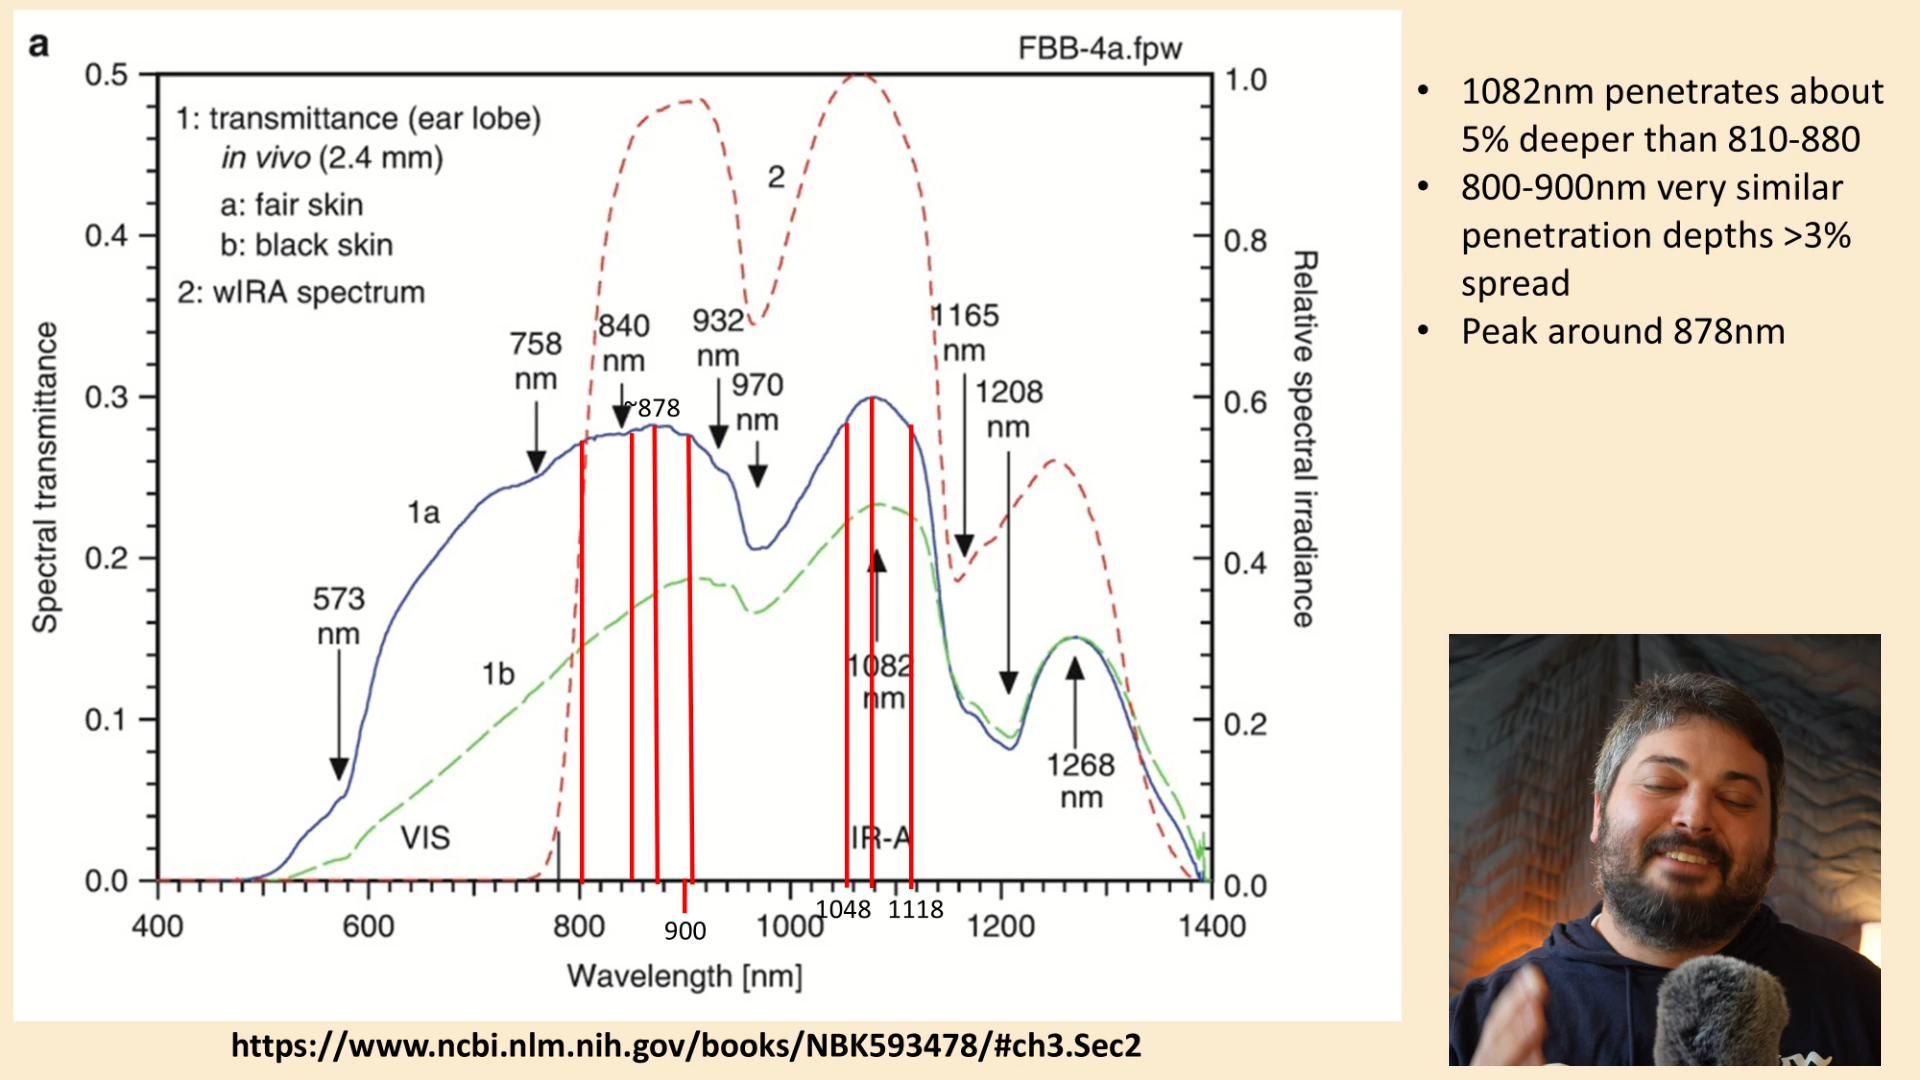 a
FBB-4a.fpw
1: transmittance (ear lobe)
in vivo (2.4 mm)
a: fair skin
b: black skin
2: wIRA spectrum
Spectral transmittance
0.5
0.4
0.3
0.2
0.1
0.0
1.0
0.8
0.6
0.4
0.2
0.0
Relative spectral irradiance
2
758
nm
840
nm
~878
932
nm
970
nm
1165
nm
1208
nm
1a
573
nm
1b
1082
nm
1268
nm
VIS
IR-A
1048
1118
400
600
800
900
1000
1200
1400
Wavelength [nm]
https://www.ncbi.nlm.nih.gov/books/NBK593478/#ch3.Sec2
• 1082nm penetrates about
5% deeper than 810-880
• 800-900nm very similar
penetration depths >3%
spread
• Peak around 878nm